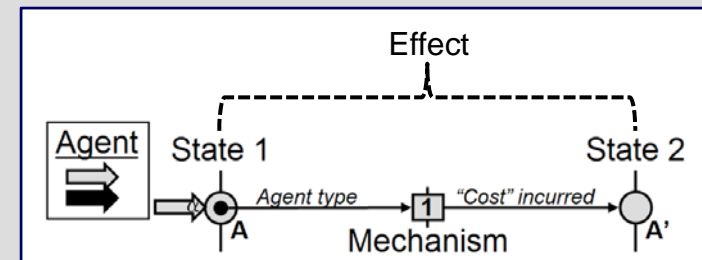 Effect
Agent
State 1
State 2
Agent type
1
"Cost" incurred
A
A'
Mechanism